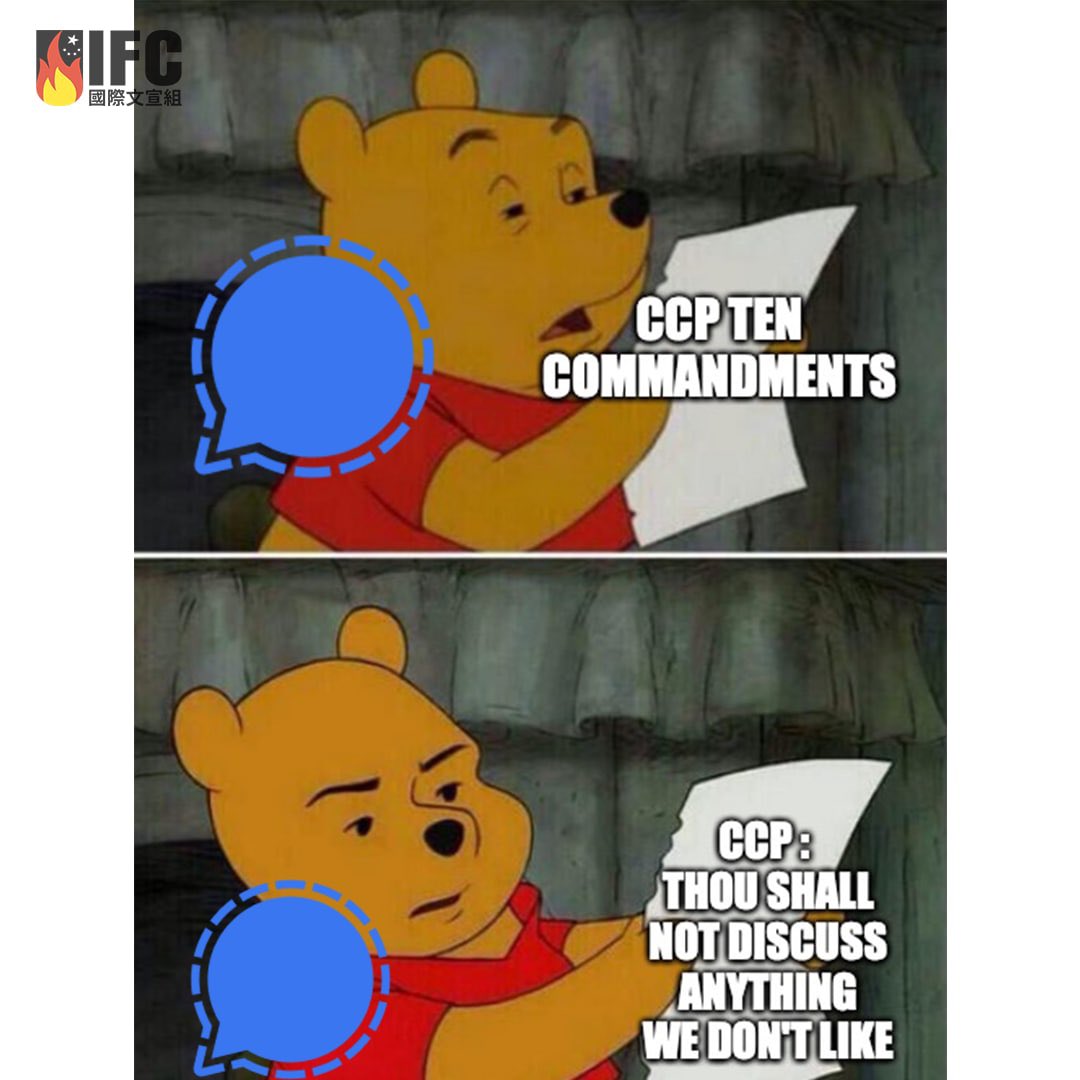 IFC
國際文宣組
CCP TEN
COMMANDMENTS
CCP :
THOU SHALL
NOT DISCUSS
ANYTHING
WE DON'T LIKE